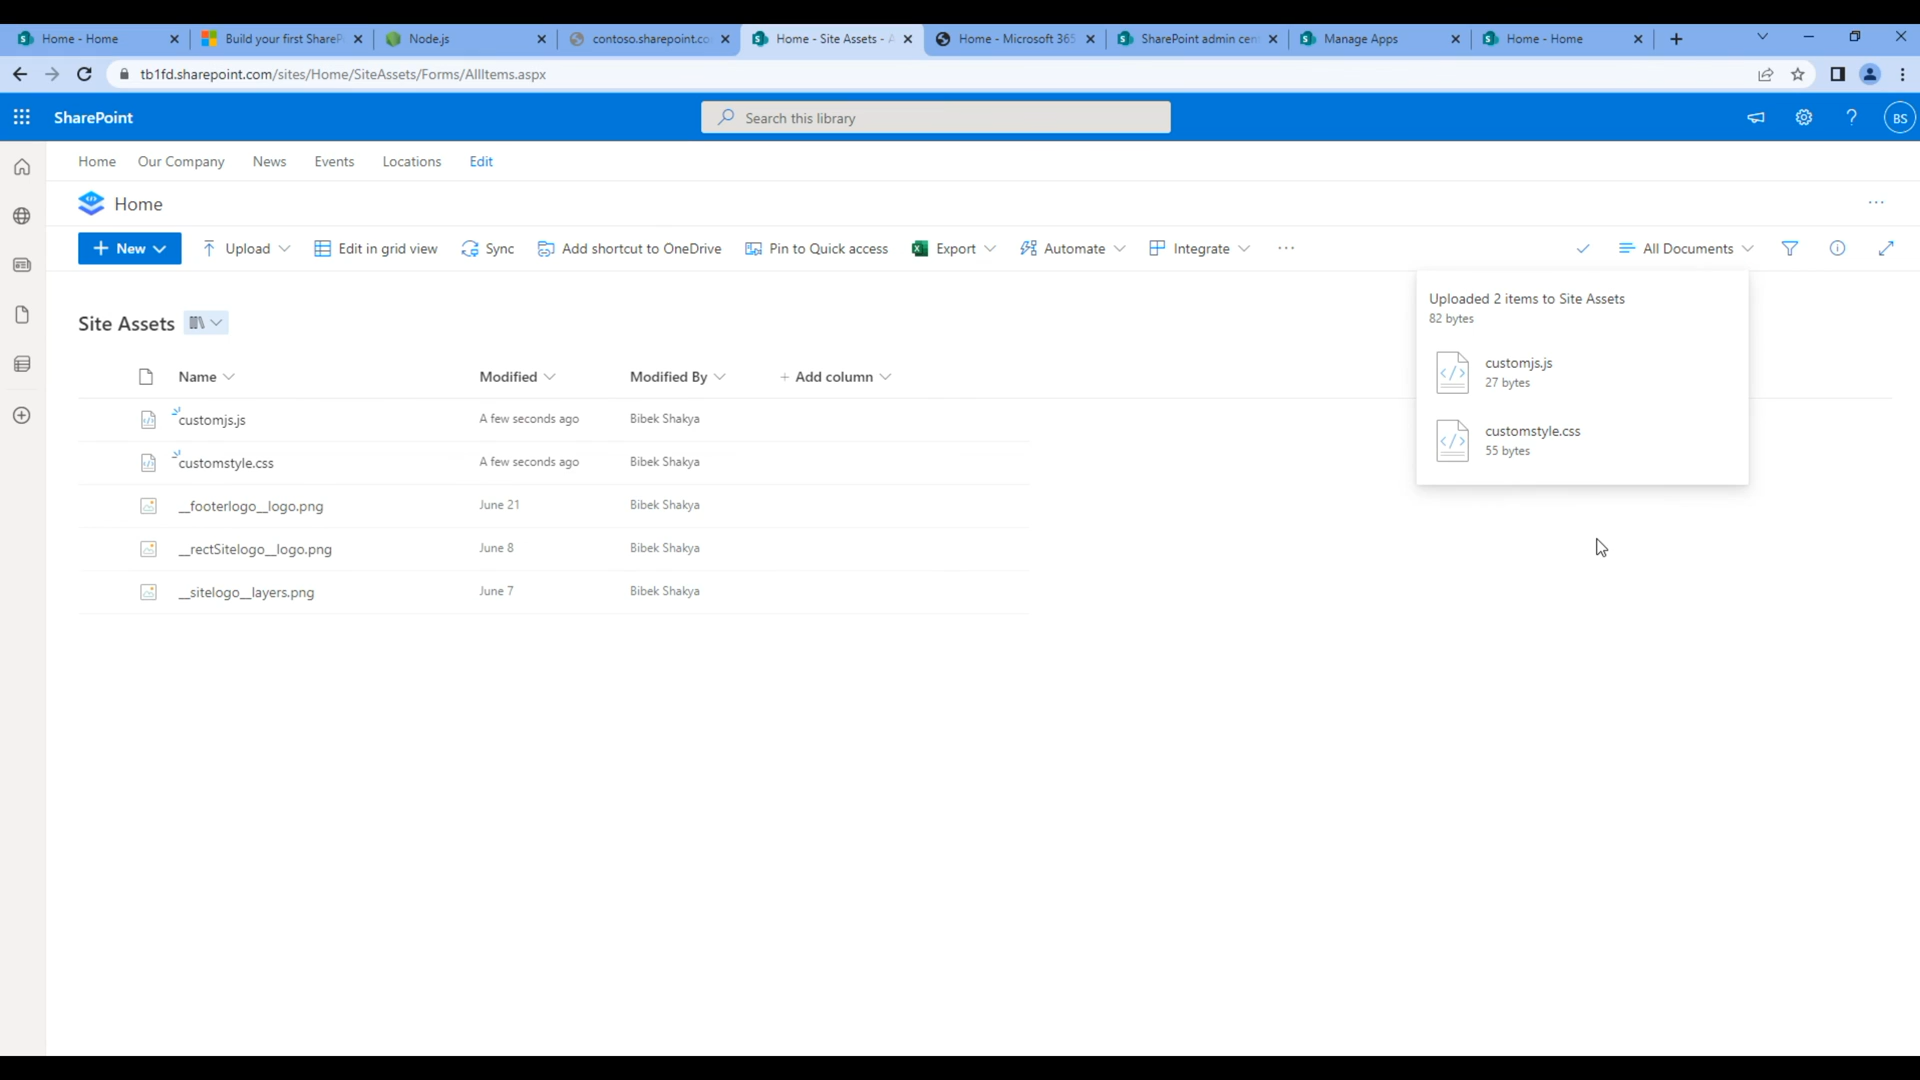 Home - Home
Build your first ShareP
Node.js
contoso.sharepoint.co
Home - Site Assets - A
Home - Microsoft 365
SharePoint admin cen
Manage Apps
Home - Home
tb1fd.sharepoint.com/sites/Home/SiteAssets/Forms/AllItems.aspx
SharePoint
Search this library
BS
Home Our Company News Events Locations Edit
Home
New Upload Edit in grid view Sync Add shortcut to OneDrive Pin to Quick access Export Automate Integrate All Documents
Uploaded 2 items to Site Assets
82 bytes
customjs.js
27 bytes
customstyle.css
55 bytes
Site Assets
Name Modified Modified By + Add column
customjs.js A few seconds ago Bibek Shakya
customstyle.css A few seconds ago Bibek Shakya
__footerlogo__logo.png June 21 Bibek Shakya
__rectSitelogo__logo.png June 8 Bibek Shakya
__sitelogo__layers.png June 7 Bibek Shakya